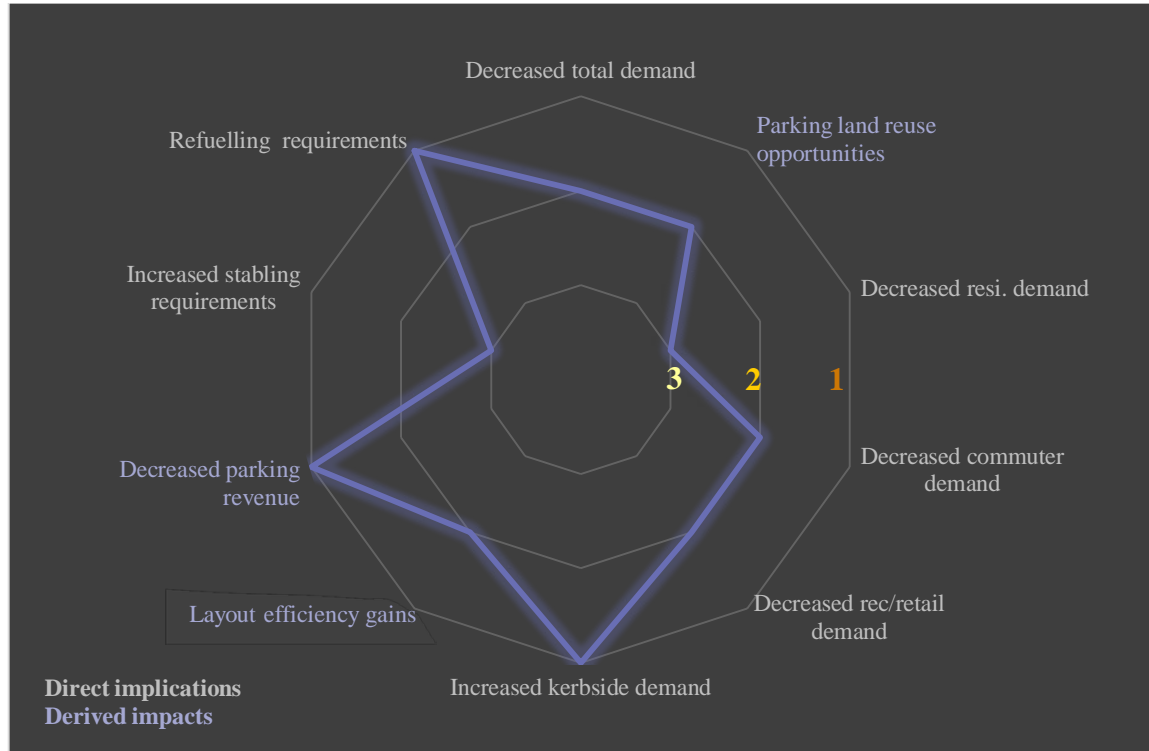 Decreased total demand
Parking land reuse
opportunities
Refuelling requirements
Increased stabling
requirements
Decreased resi. demand
3 2 1
Decreased parking
revenue
Decreased commuter
demand
Layout efficiency gains
Decreased rec/retail
demand
Increased kerbside demand
Direct implications
Derived impacts